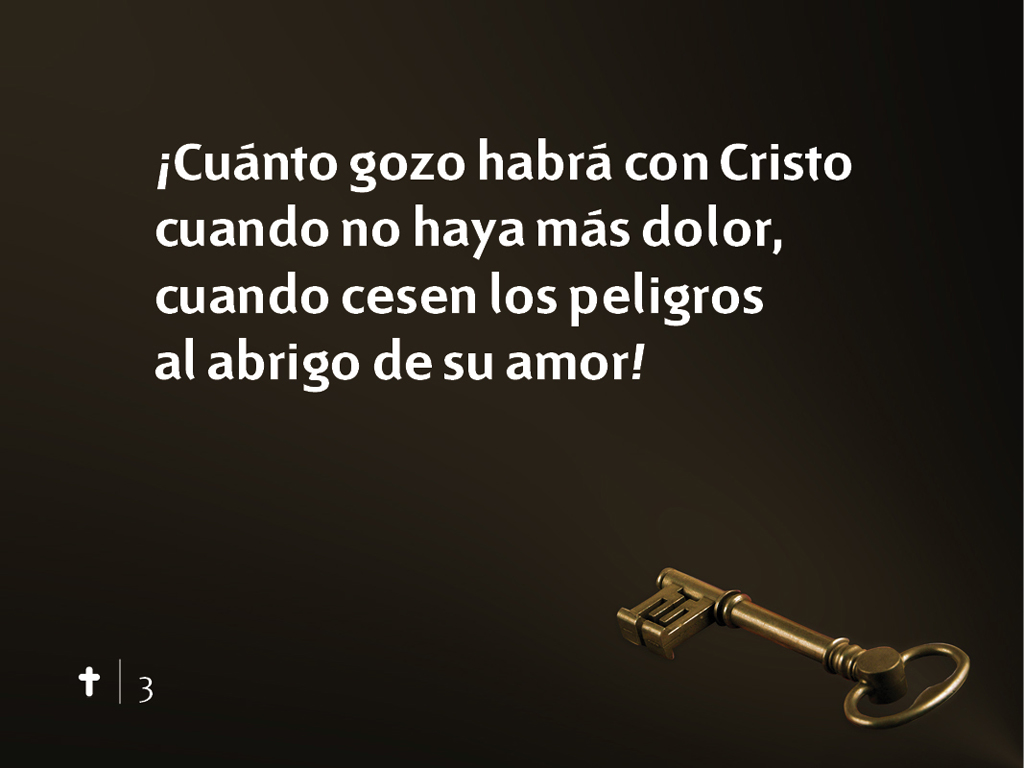 ¡Cuánto gozo habrá con Cristo
cuando no haya más dolor,
cuando cesen los peligros
al abrigo de su amor!
3